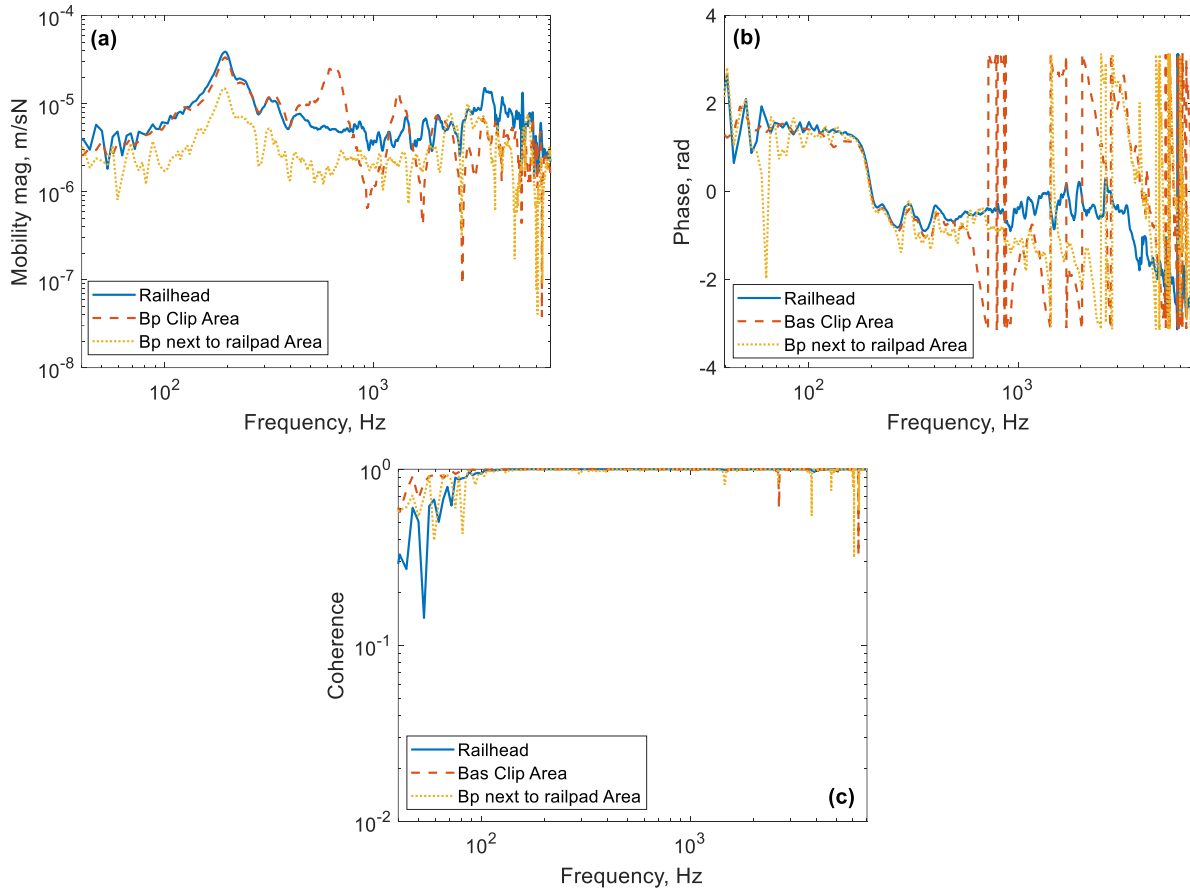 (a)
10^-4
10^-5
10^-6
10^-7
10^-8
Mobility mag, m/sN
Railhead
Bp Clip Area
Bp next to railpad Area
10^2
10^3
Frequency, Hz
(b)
4
2
0
-2
-4
Phase, rad
Railhead
Bas Clip Area
Bp next to railpad Area
10^2
10^3
Frequency, Hz
10^0
10^-1
10^-2
Coherence
Railhead
Bas Clip Area
Bp next to railpad Area
(c)
10^2
10^3
Frequency, Hz